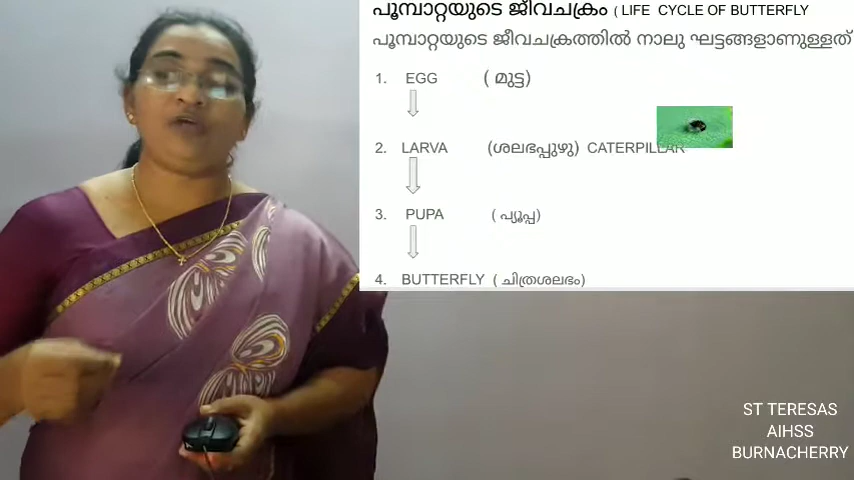 പൂമ്പാറ്റയുടെ ജീവചക്രം ( LIFE CYCLE OF BUTTERFLY
പൂമ്പാറ്റയുടെ ജീവചക്രത്തിൽ നാലു ഘട്ടങ്ങളാണുള്ളത്
1. EGG ( മുട്ട)
2. LARVA (ശലഭപ്പുഴു) CATERPILLAR
3. PUPA ( പ്യൂപ്പ)
4. BUTTERFLY ( ചിത്രശലഭം)
ST TERESAS
AIHSS
BURNACHERRY